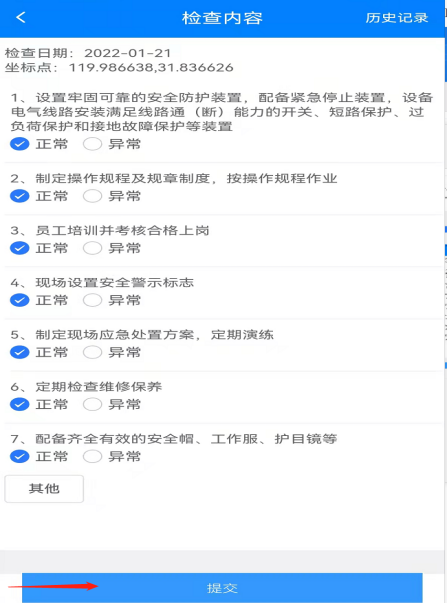 检查内容
历史记录
检查日期：2022-01-21
坐标点：119.986638,31.836626
1、设置牢固可靠的安全防护装置，配备紧急停止装置，设备
电气线路安装满足线路通（断）能力的开关、短路保护、过
负荷保护和接地故障保护等装置
正常 异常
2、制定操作规程及规章制度，按操作规程作业
正常 异常
3、员工培训并考核合格上岗
正常 异常
4、现场设置安全警示标志
正常 异常
5、制定现场应急处置方案，定期演练
正常 异常
6、定期检查维修保养
正常 异常
7、配备齐全有效的安全帽、工作服、护目镜等
正常 异常
其他
提交